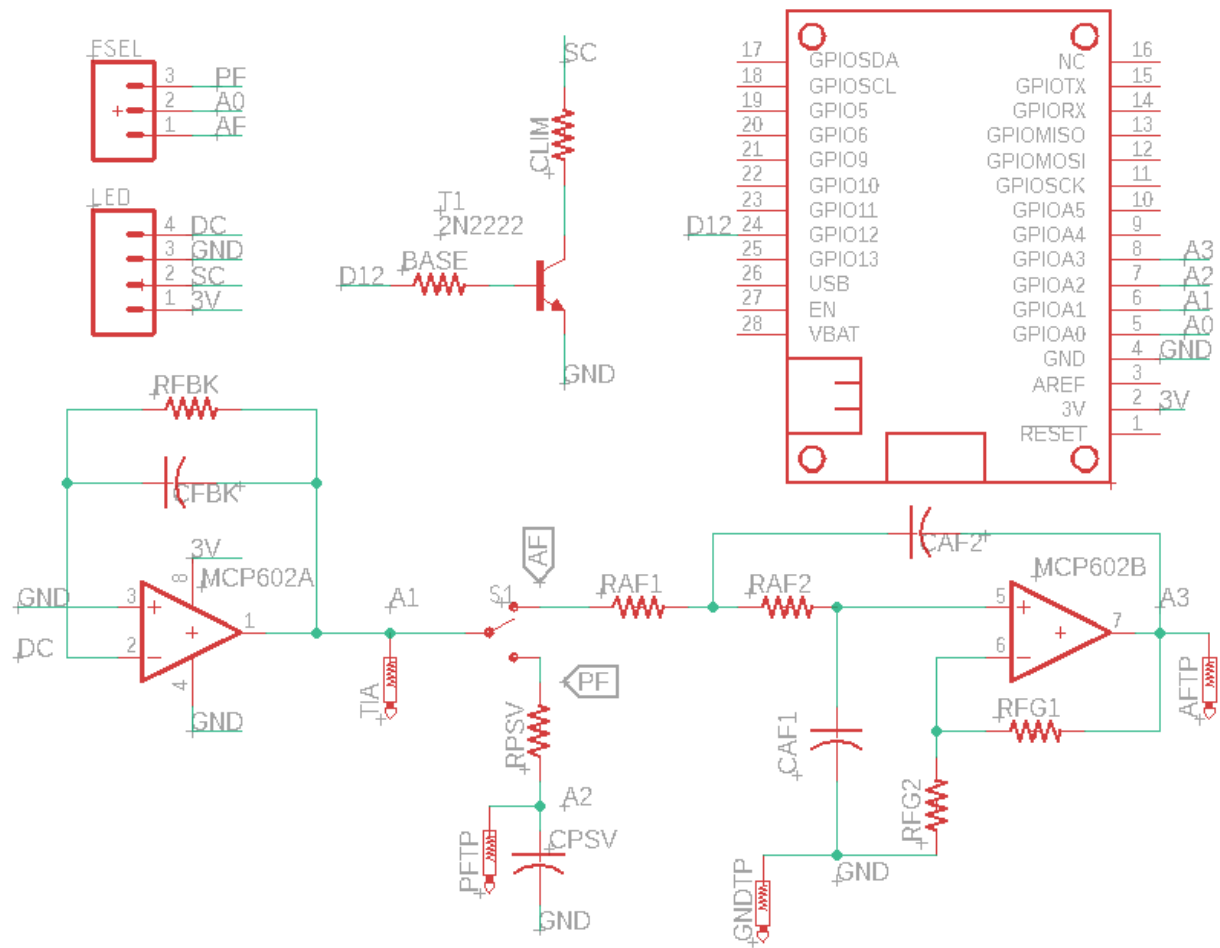 FSEL
3 PF
2 A0
1 AF
LED
4 DC
3 GND
2 SC
1 3V
SC
CLIM
T1
2N2222
D12
BASE
GND
17 GPIOSDA
18 GPIOSCL
19 GPIO5
20 GPIO6
21 GPIO9
22 GPIO10
23 GPIO11
D12 24 GPIO12
25 GPIO13
26 USB
27 EN
28 VBAT
NC 16
GPIOTX 15
GPIORX 14
GPIOMISO 13
GPIOMOSI 12
GPIOSCK 11
GPIOA5 10
GPIOA4 9
GPIOA3 8 A3
GPIOA2 7 A2
GPIOA1 6 A1
GPIOA0 5 A0
GND 4 GND
AREF 3
3V 2 3V
RESET 1
RFBK
CFBK
3V
8
MCP602A
GND 3
DC 2
1
4
GND
A1
TIA
S1
AF
PF
RPSV
A2
PFTP
CPSV
GND
RAF1
RAF2
CAF2
MCP602B
5
6
7
A3
AFTP
RFG1
CAF1
RFG2
GND
GNDTP